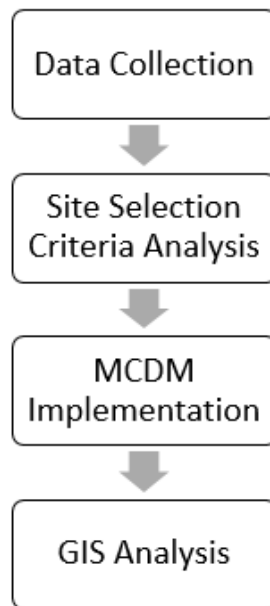 Data Collection
Site Selection
Criteria Analysis
MCDM
Implementation
GIS Analysis